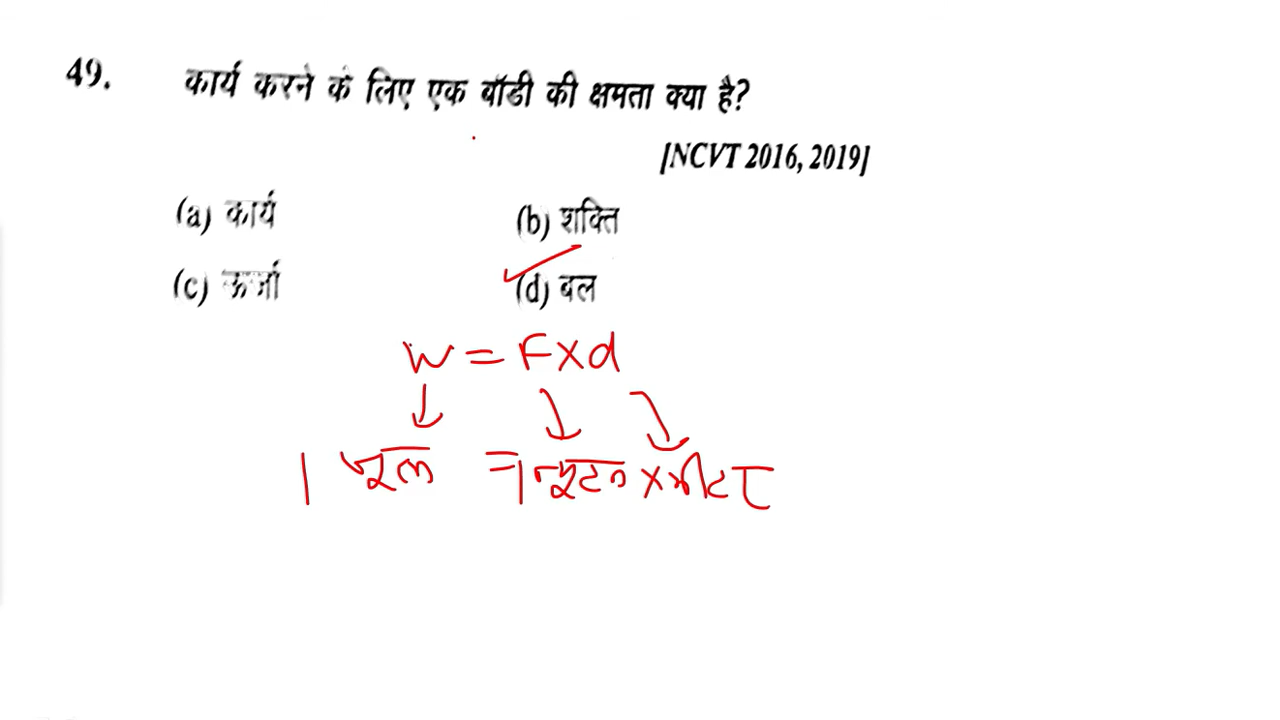 49. कार्य करने के लिए एक बॉडी की क्षमता क्या है?
[NCVT 2016, 2019]
(a) कार्य (b) शक्ति
(c) ऊर्जा (d) बल
W = F×d
1 जूल = 1 न्यूटन × मीटर